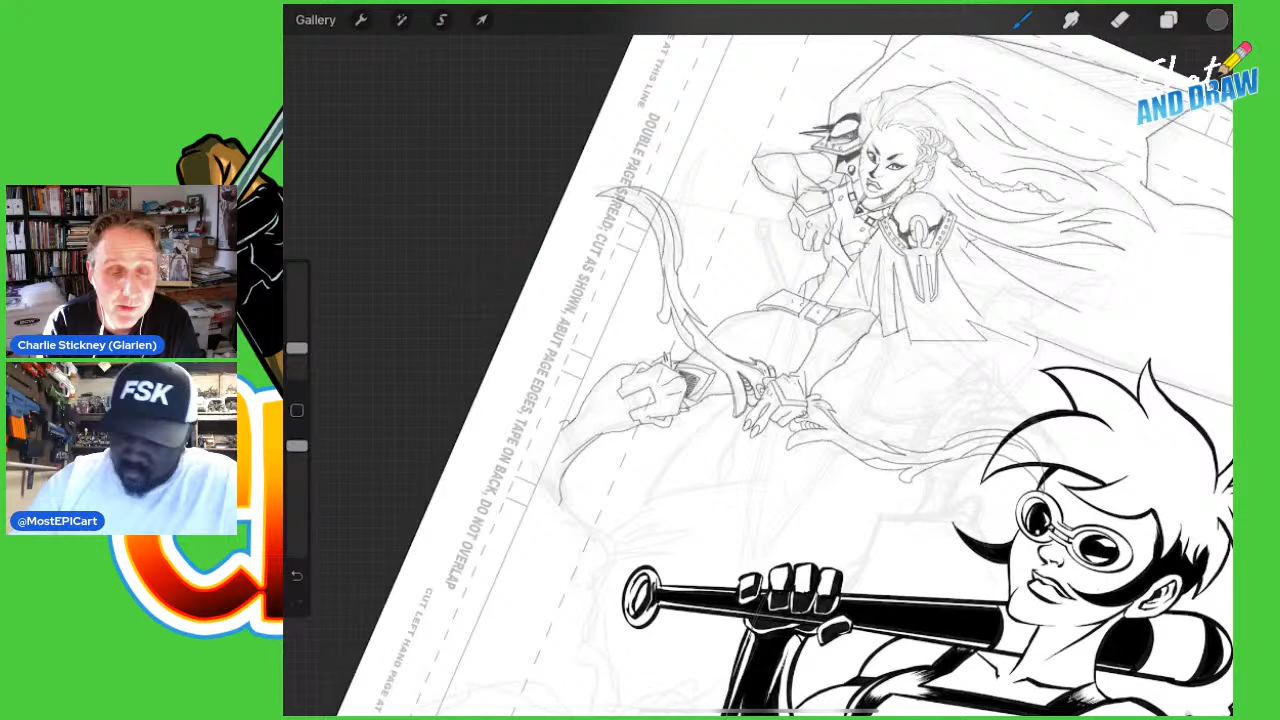 Gallery
Chat
AND DRAW
E AT THIS LINE
DOUBLE PAGE SPREAD; CUT AS SHOWN, ABUT PAGE EDGES, TAPE ON BACK, DO NOT OVERLAP
CUT LEFT HAND PAGE AT
Charlie Stickney (Glarien)
FSK
@MostEPICart